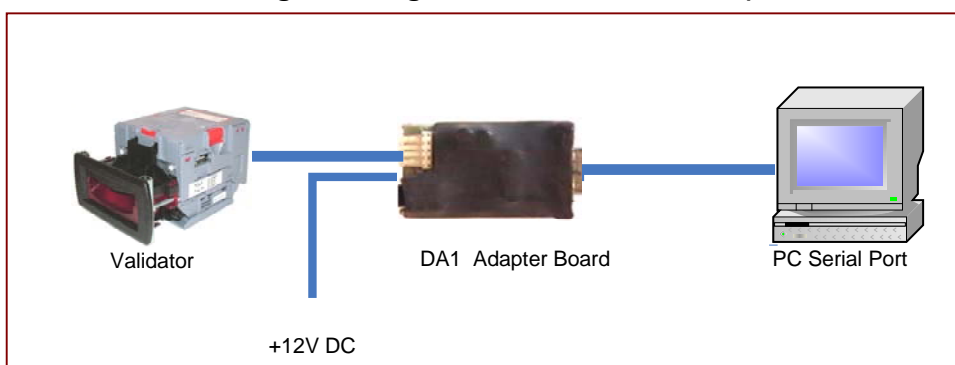 Validator
DA1 Adapter Board
PC Serial Port
+12V DC